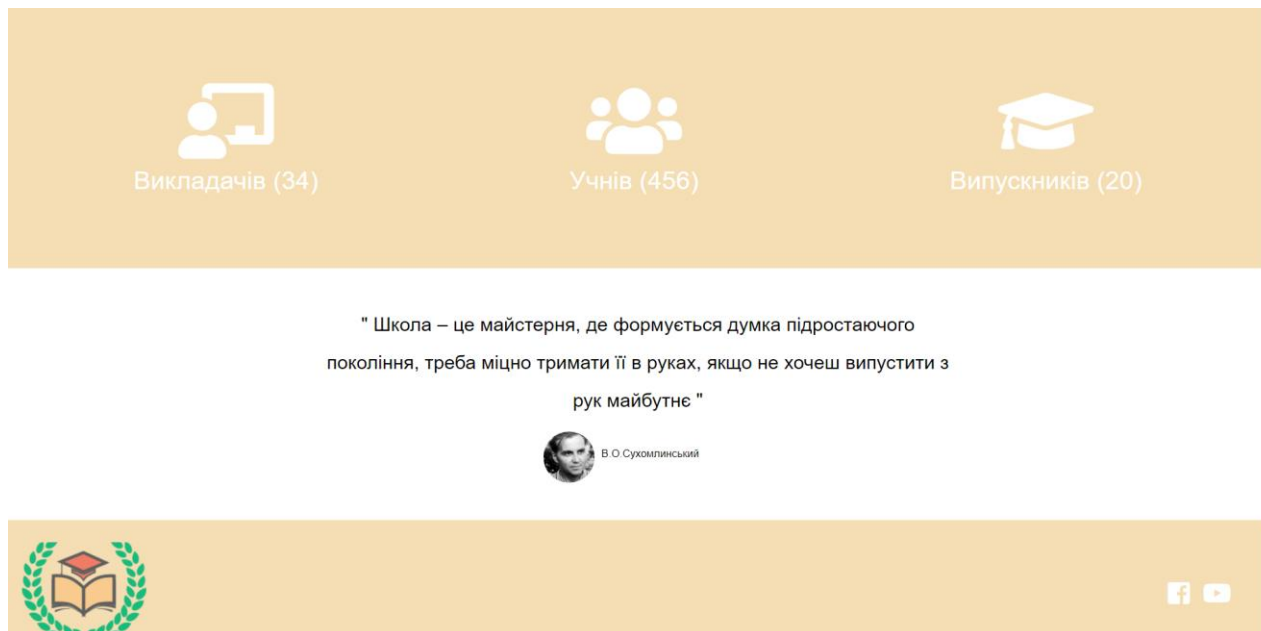 Викладачів (34)
Учнів (456)
Випускників (20)
" Школа – це майстерня, де формується думка підростаючого
покоління, треба міцно тримати її в руках, якщо не хочеш випустити з
рук майбутнє "
В.О.Сухомлинський